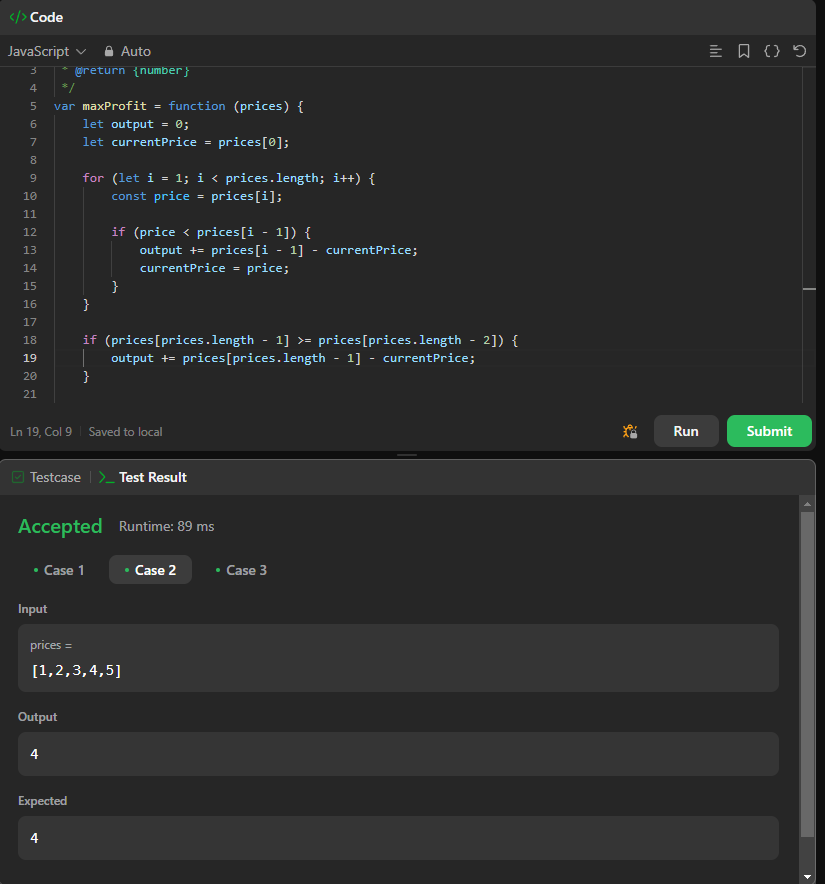 </> Code
JavaScript Auto
3 * @return {number}
4 */
5 var maxProfit = function (prices) {
6 let output = 0;
7 let currentPrice = prices[0];
8
9 for (let i = 1; i < prices.length; i++) {
10 const price = prices[i];
11
12 if (price < prices[i - 1]) {
13 output += prices[i - 1] - currentPrice;
14 currentPrice = price;
15 }
16 }
17
18 if (prices[prices.length - 1] >= prices[prices.length - 2]) {
19 output += prices[prices.length - 1] - currentPrice;
20 }
21
Ln 19, Col 9 Saved to local Run Submit
Testcase >_ Test Result
Accepted Runtime: 89 ms
• Case 1 • Case 2 • Case 3
Input
prices =
[1,2,3,4,5]
Output
4
Expected
4